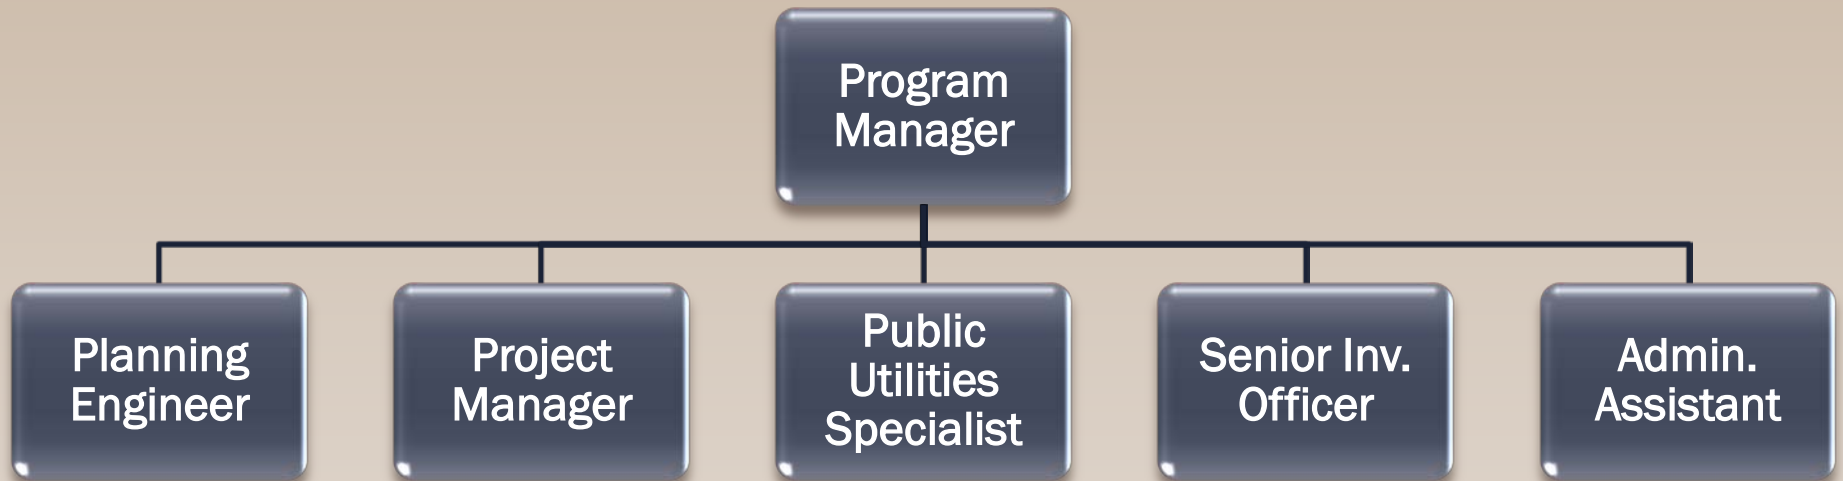 Program
Manager
Planning
Engineer
Project
Manager
Public
Utilities
Specialist
Senior Inv.
Officer
Admin.
Assistant